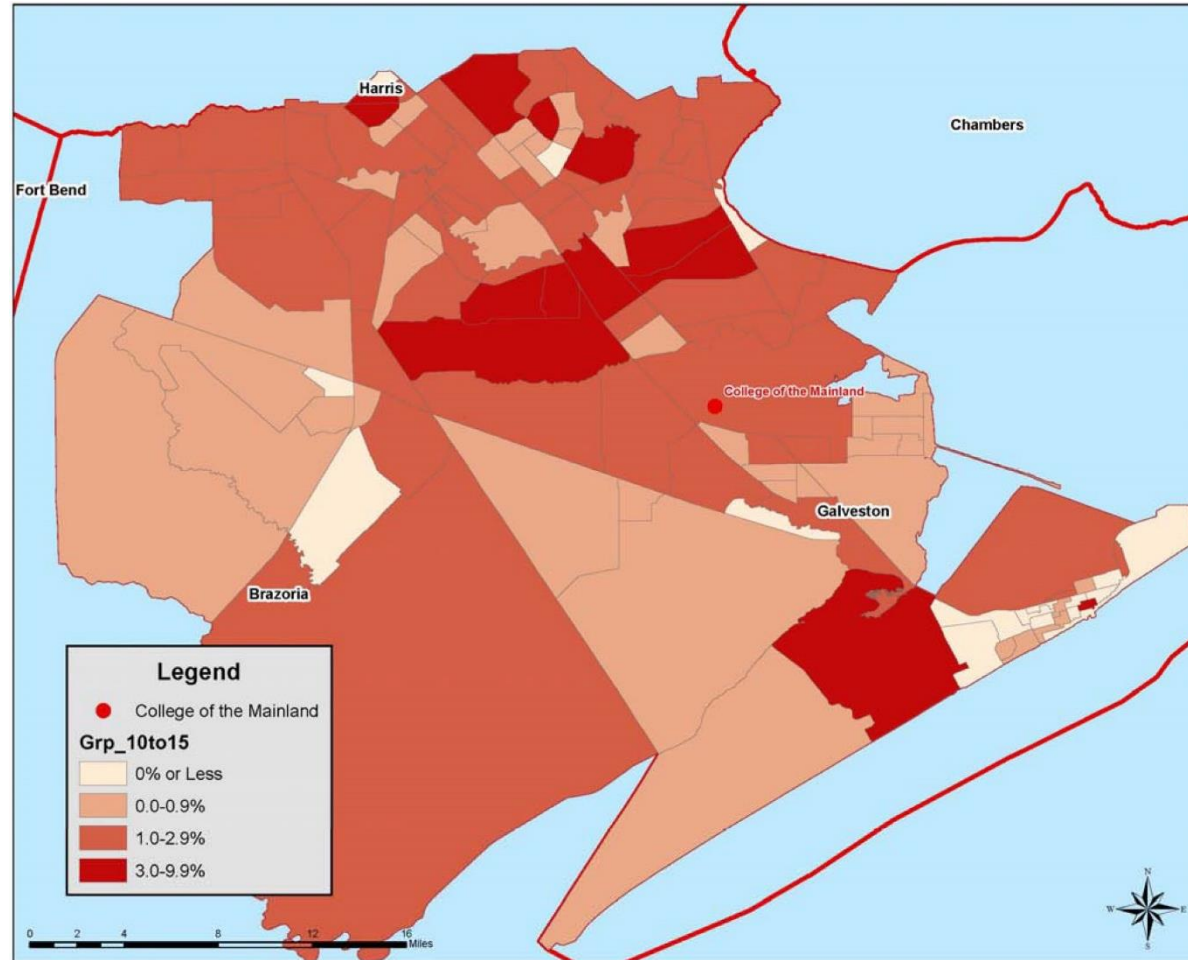 Harris
Chambers
Fort Bend
College of the Mainland
Galveston
Brazoria
Legend
College of the Mainland
Grp_10to15
0% or Less
0.0-0.9%
1.0-2.9%
3.0-9.9%
0 2 4 8 12 16
Miles
N
W E
S